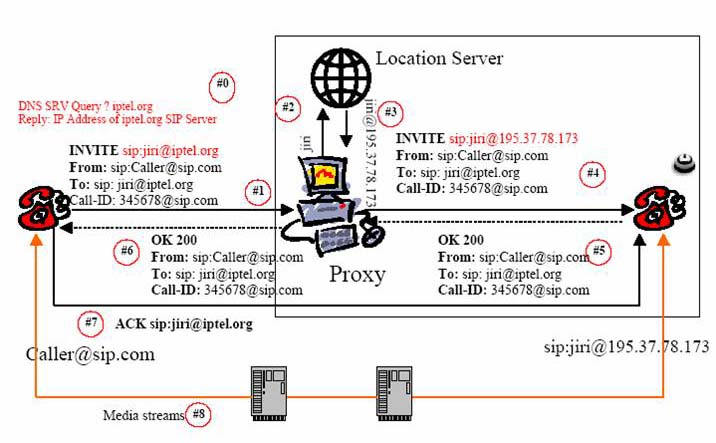 Location Server
#0
#2
#3
DNS SRV Query ? iptel.org
Reply: IP Address of iptel.org SIP Server
jiri
jiri@195.37.78.173
INVITE sip:jiri@iptel.org
From: sip:Caller@sip.com
To: sip: jiri@iptel.org
Call-ID: 345678@sip.com
#1
INVITE sip:jiri@195.37.78.173
From: sip:Caller@sip.com
To: sip: jiri@iptel.org
Call-ID: 345678@sip.com
#4
#6
OK 200
From: sip:Caller@sip.com
To: sip: jiri@iptel.org
Call-ID: 345678@sip.com
Proxy
OK 200
From: sip:Caller@sip.com
To: sip: jiri@iptel.org
Call-ID: 345678@sip.com
#5
#7
ACK sip:jiri@iptel.org
Caller@sip.com
sip:jiri@195.37.78.173
Media streams
#8